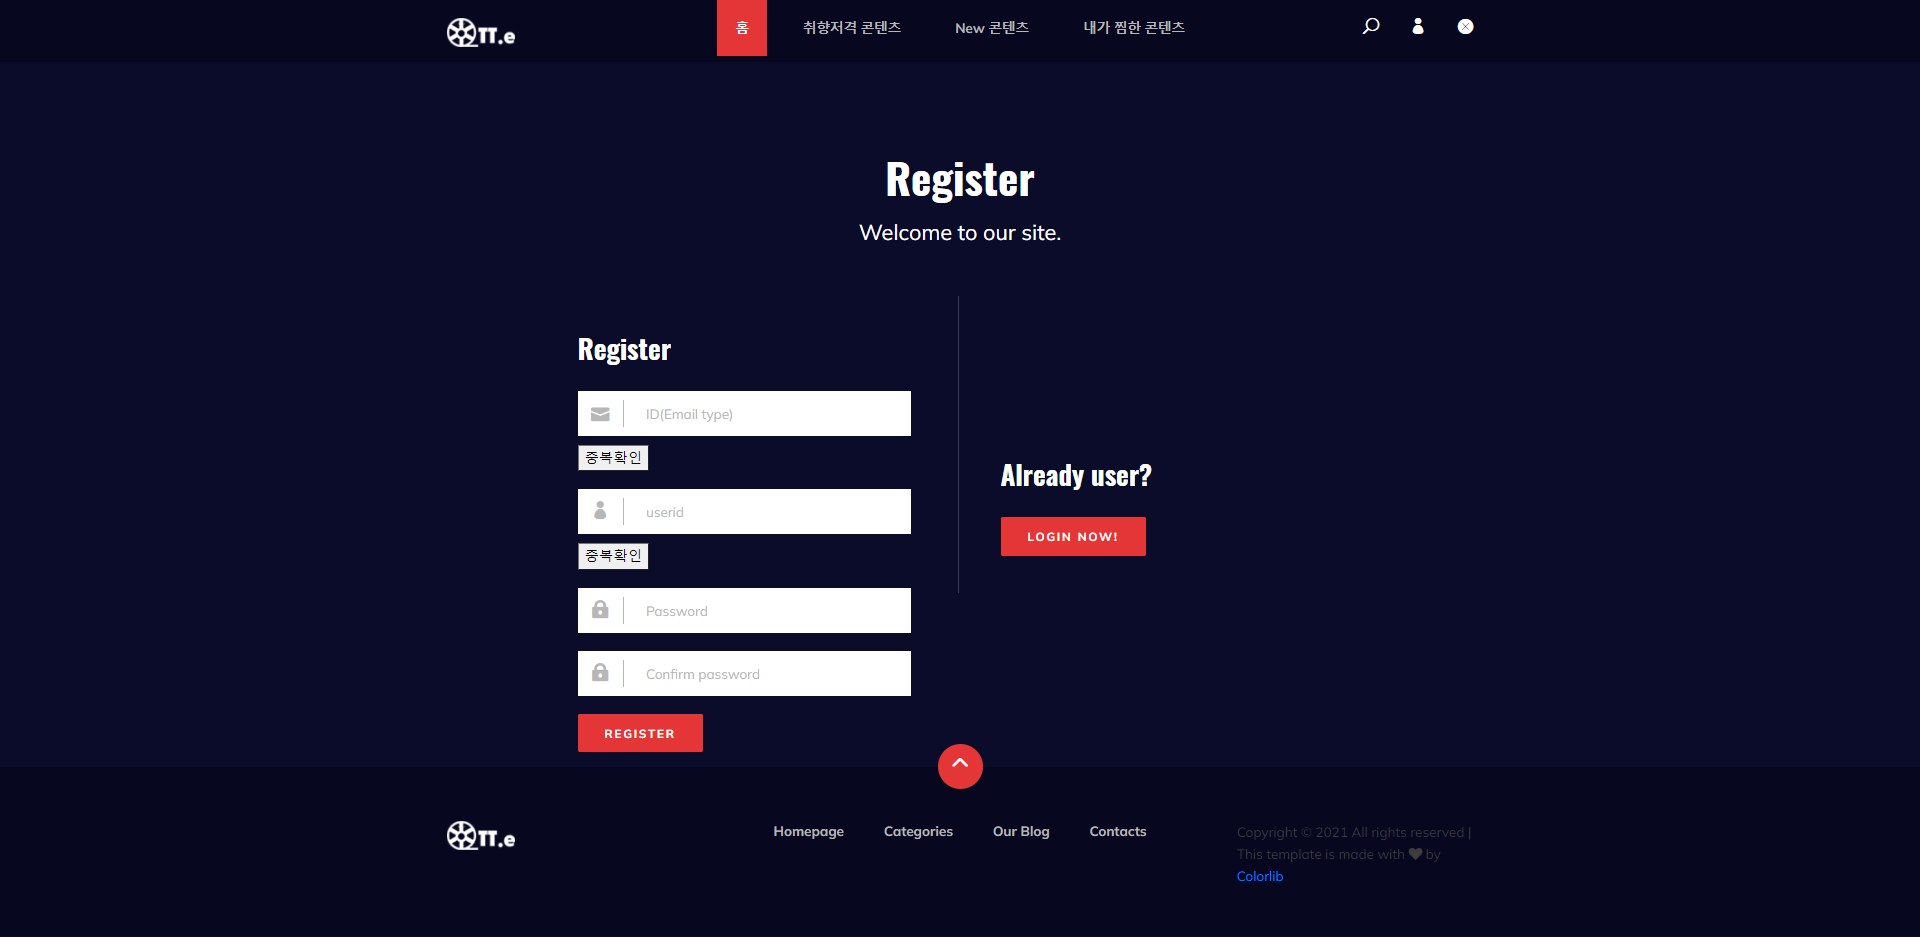 TT.e
홈
취향저격 콘텐츠
New 콘텐츠
내가 찜한 콘텐츠
Register
Welcome to our site.
Register
ID(Email type)
중복확인
userid
중복확인
Password
Confirm password
REGISTER
Already user?
LOGIN NOW!
TT.e
Homepage
Categories
Our Blog
Contacts
Copyright © 2021 All rights reserved |
This template is made with ♥ by
Colorlib